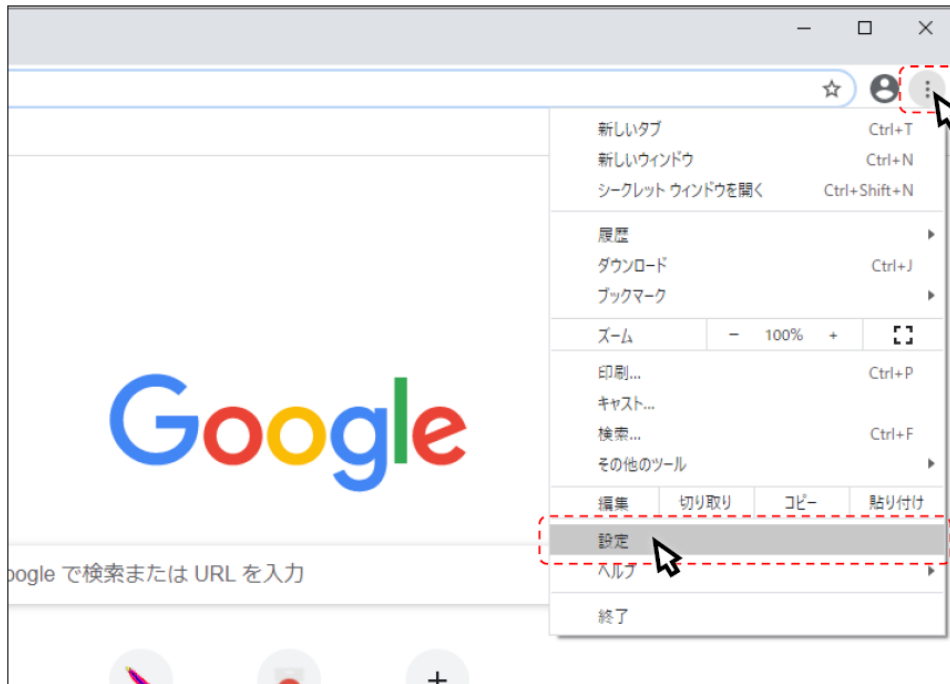 新しいタブ Ctrl+T
新しいウィンドウ Ctrl+N
シークレット ウィンドウを開く Ctrl+Shift+N
履歴
ダウンロード Ctrl+J
ブックマーク
ズーム － 100% ＋
印刷... Ctrl+P
キャスト...
検索... Ctrl+F
その他のツール
編集 切り取り コピー 貼り付け
設定
ヘルプ
終了
Google
oogle で検索または URL を入力